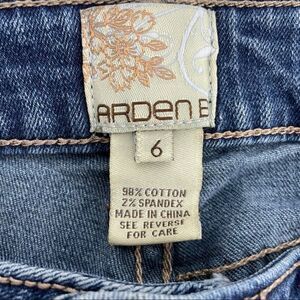 ARDEN B
6
98% COTTON
2% SPANDEX
MADE IN CHINA
SEE REVERSE
FOR CARE